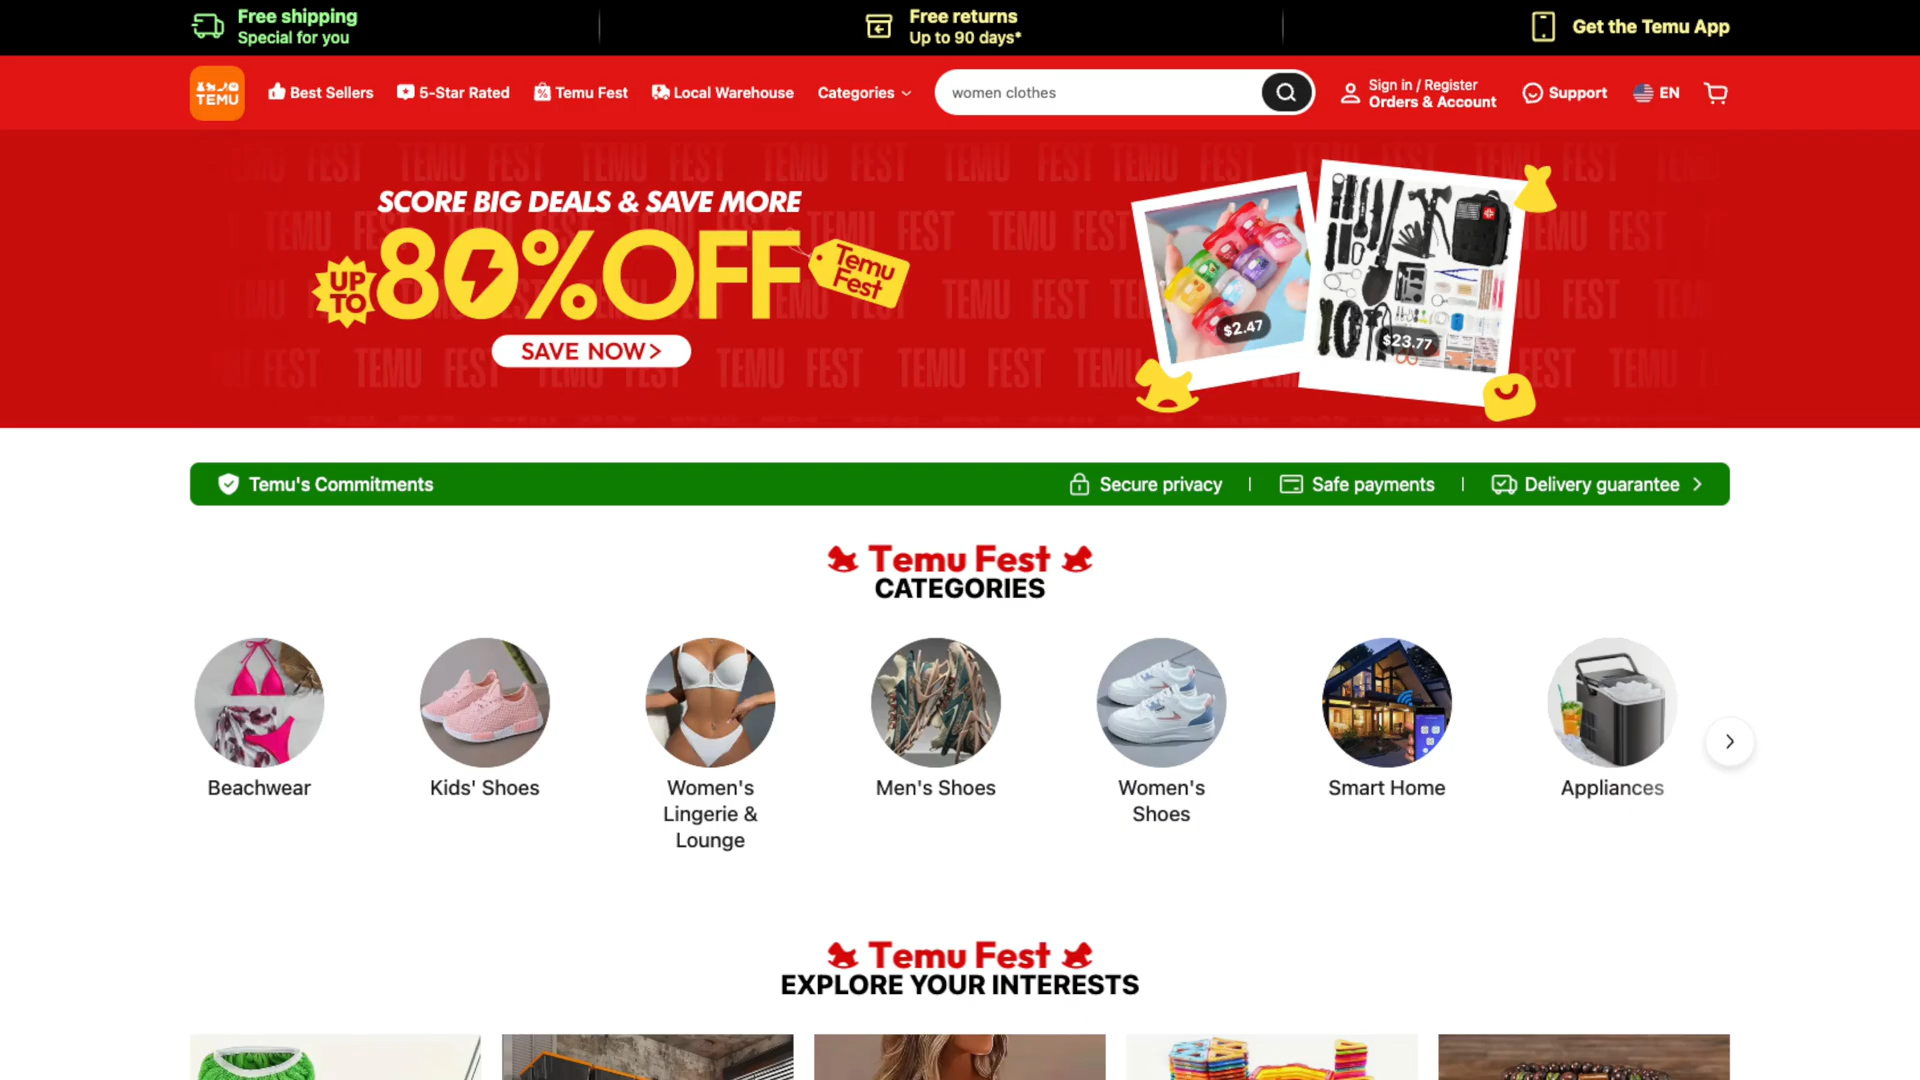 Free shipping
Special for you
Free returns
Up to 90 days*
Get the Temu App
TEMU
Best Sellers
5-Star Rated
Temu Fest
Local Warehouse
Categories
women clothes
Sign in / Register
Orders & Account
Support
EN
SCORE BIG DEALS & SAVE MORE
UP TO
80%OFF
Temu Fest
SAVE NOW>
$2.47
$23.77
Temu's Commitments
Secure privacy
Safe payments
Delivery guarantee
Temu Fest
CATEGORIES
Beachwear
Kids' Shoes
Women's
Lingerie &
Lounge
Men's Shoes
Women's
Shoes
Smart Home
Appliances
Temu Fest
EXPLORE YOUR INTERESTS